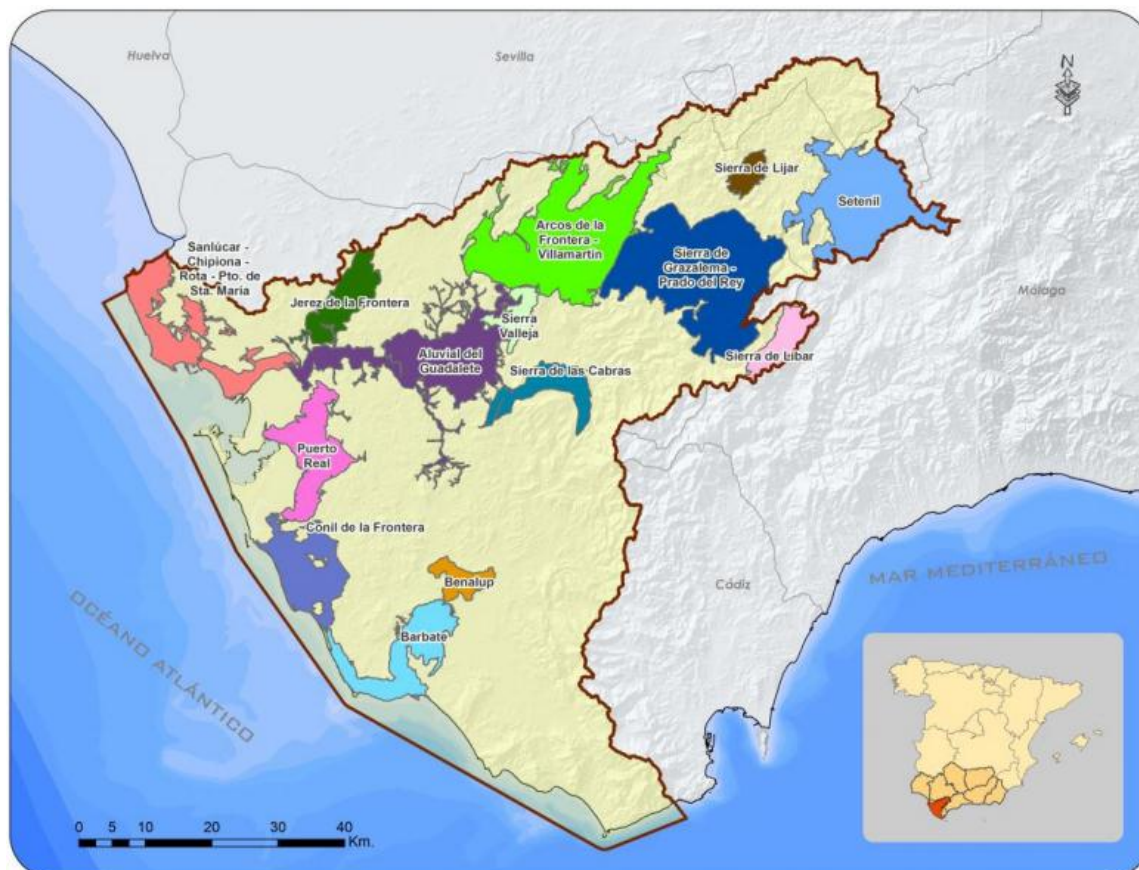 Huelva
Sevilla
N
Sierra de Líjar
Setenil
Arcos de la
Frontera -
Villamartín
Sierra de
Grazalema -
Prado del Rey
Sanlúcar -
Chipiona -
Rota - Pto. de
Sta. María
Jerez de la Frontera
Málaga
Sierra
Valleja
Aluvial del
Guadalete
Sierra de Líbar
Sierra de las Cabras
Puerto
Real
Conil de la Frontera
Benalup
Cádiz
MAR MEDITERRÁNEO
Barbate
OCÉANO ATLÁNTICO
0 5 10 20 30 40
Km.